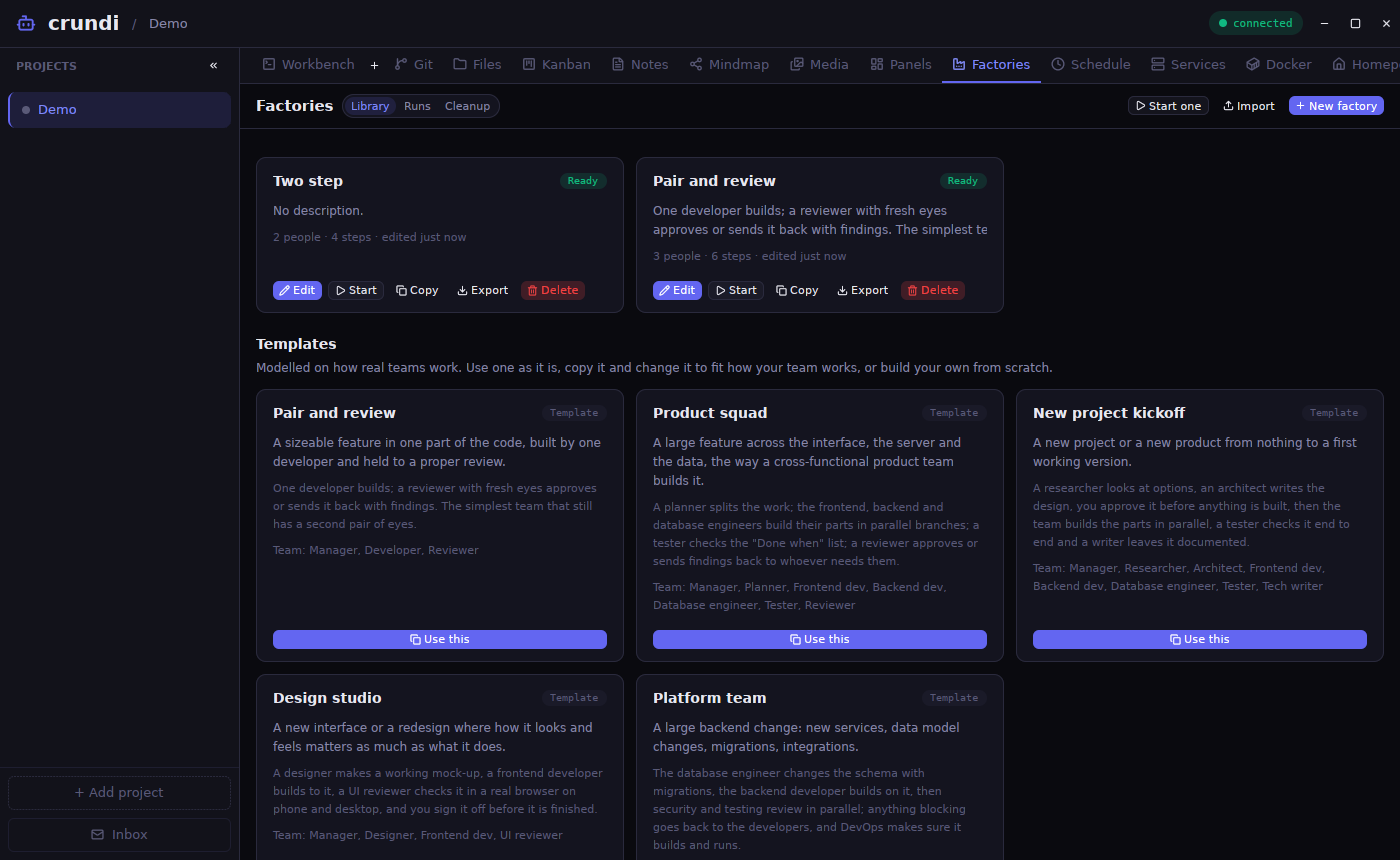 crundi / Demo
connected
PROJECTS
«
Workbench
+
Git
Files
Kanban
Notes
Mindmap
Media
Panels
Factories
Schedule
Services
Docker
Homep
Demo
Factories
Library
Runs
Cleanup
Start one
Import
+ New factory
Two step
Ready
No description.
2 people · 4 steps · edited just now
Edit
Start
Copy
Export
Delete
Pair and review
Ready
One developer builds; a reviewer with fresh eyes
approves or sends it back with findings. The simplest te
3 people · 6 steps · edited just now
Edit
Start
Copy
Export
Delete
Templates
Modelled on how real teams work. Use one as it is, copy it and change it to fit how your team works, or build your own from scratch.
Pair and review
Template
A sizeable feature in one part of the code, built by one
developer and held to a proper review.
One developer builds; a reviewer with fresh eyes approves
or sends it back with findings. The simplest team that still
has a second pair of eyes.
Team: Manager, Developer, Reviewer
Use this
Product squad
Template
A large feature across the interface, the server and
the data, the way a cross-functional product team
builds it.
A planner splits the work; the frontend, backend and
database engineers build their parts in parallel branches; a
tester checks the "Done when" list; a reviewer approves or
sends findings back to whoever needs them.
Team: Manager, Planner, Frontend dev, Backend dev,
Database engineer, Tester, Reviewer
Use this
New project kickoff
Template
A new project or a new product from nothing to a first
working version.
A researcher looks at options, an architect writes the
design, you approve it before anything is built, then the
team builds the parts in parallel, a tester checks it end to
end and a writer leaves it documented.
Team: Manager, Researcher, Architect, Frontend dev,
Backend dev, Database engineer, Tester, Tech writer
Use this
Design studio
Template
A new interface or a redesign where how it looks and
feels matters as much as what it does.
A designer makes a working mock-up, a frontend developer
builds to it, a UI reviewer checks it in a real browser on
phone and desktop, and you sign it off before it is finished.
Team: Manager, Designer, Frontend dev, UI reviewer
Platform team
Template
A large backend change: new services, data model
changes, migrations, integrations.
The database engineer changes the schema with
migrations, the backend developer builds on it, then
security and testing review in parallel; anything blocking
goes back to the developers, and DevOps makes sure it
builds and runs.
+ Add project
Inbox